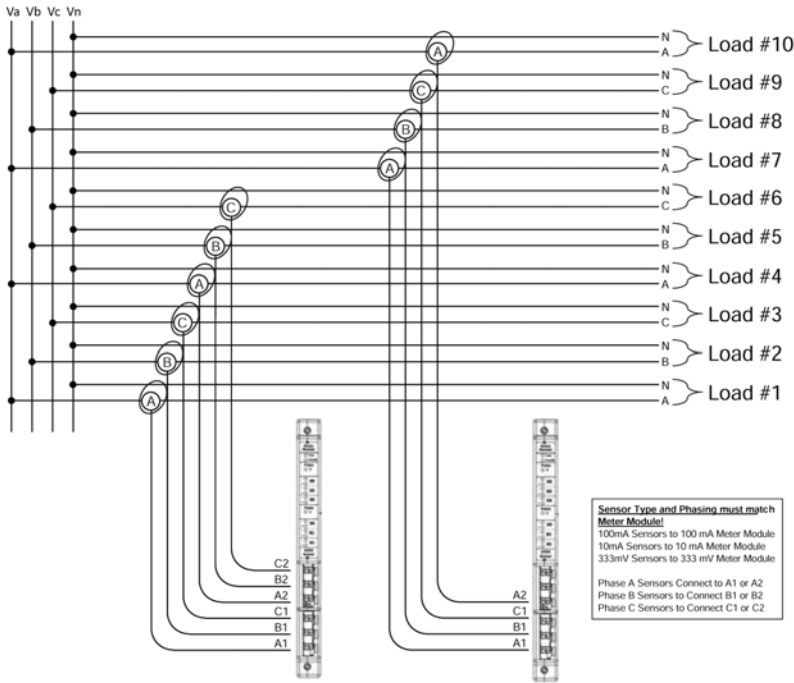 Va Vb Vc Vn
N
A
Load #10
A
N
C
Load #9
C
N
B
Load #8
B
N
A
Load #7
A
N
C
Load #6
C
N
B
Load #5
B
N
A
Load #4
A
N
C
Load #3
C
N
B
Load #2
B
N
A
Load #1
A
C2
B2
A2
C1
B1
A1
A2
C1
B1
A1
Sensor Type and Phasing must match
Meter Module!
100mA Sensors to 100 mA Meter Module
10mA Sensors to 10 mA Meter Module
333mV Sensors to 333 mV Meter Module
Phase A Sensors Connect to A1 or A2
Phase B Sensors to Connect B1 or B2
Phase C Sensors to Connect C1 or C2